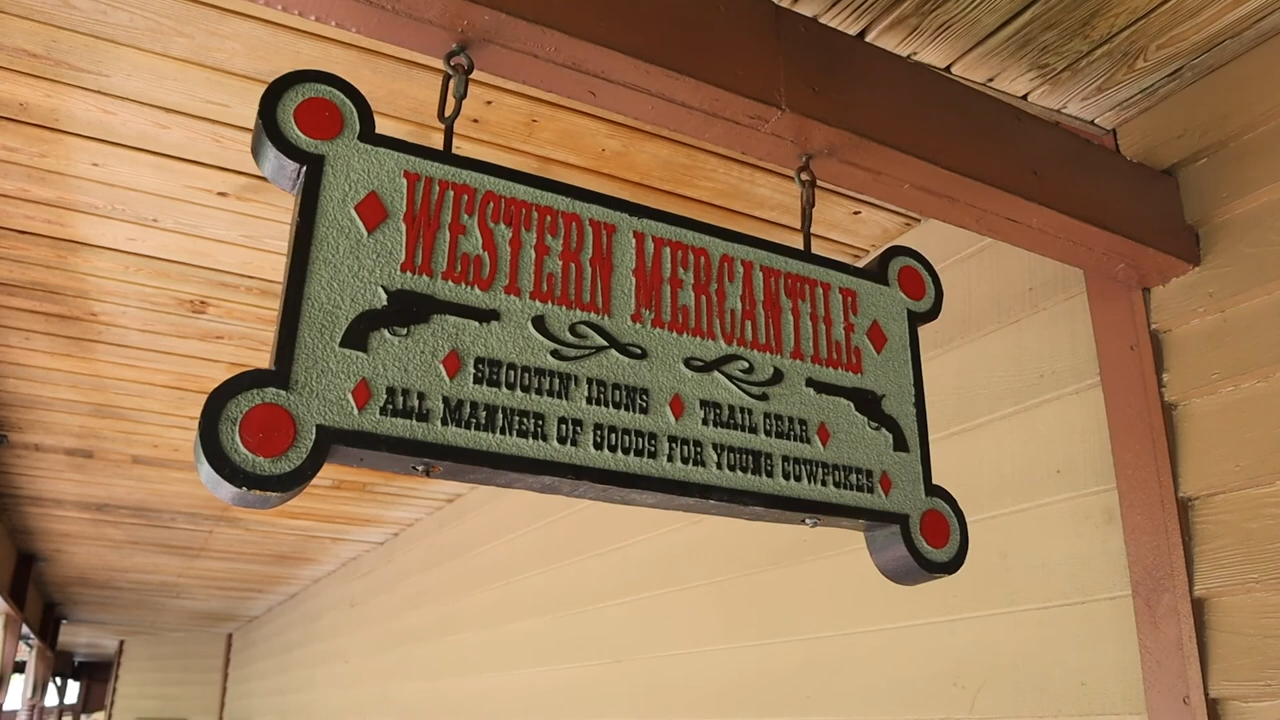 WESTERN MERCANTILE
SHOOTIN' IRONS TRAIL GEAR
ALL MANNER OF GOODS FOR YOUNG COWPOKES